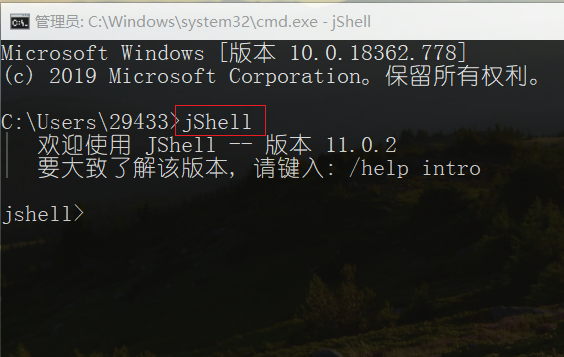 管理员: C:\Windows\system32\cmd.exe - jShell
Microsoft Windows [版本 10.0.18362.778]
(c) 2019 Microsoft Corporation。保留所有权利。
C:\Users\29433>jShell
|  欢迎使用 JShell -- 版本 11.0.2
|  要大致了解该版本, 请键入: /help intro
jshell>